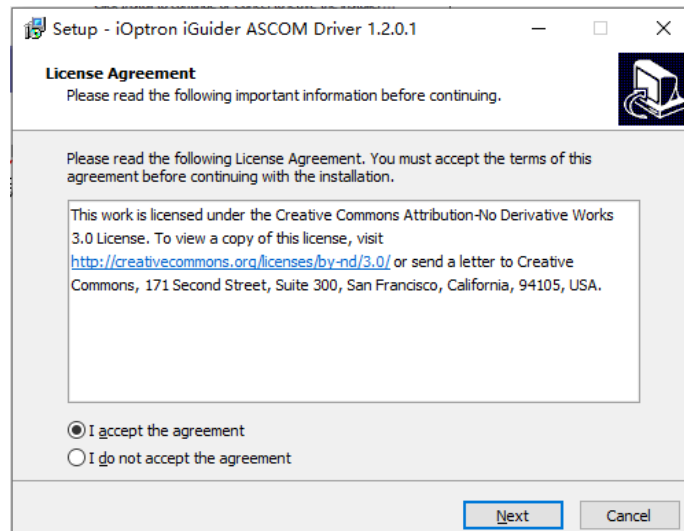 Setup - iOptron iGuider ASCOM Driver 1.2.0.1
License Agreement
Please read the following important information before continuing.
Please read the following License Agreement. You must accept the terms of this
agreement before continuing with the installation.
This work is licensed under the Creative Commons Attribution-No Derivative Works
3.0 License. To view a copy of this license, visit
http://creativecommons.org/licenses/by-nd/3.0/ or send a letter to Creative
Commons, 171 Second Street, Suite 300, San Francisco, California, 94105, USA.
I accept the agreement
I do not accept the agreement
Next
Cancel